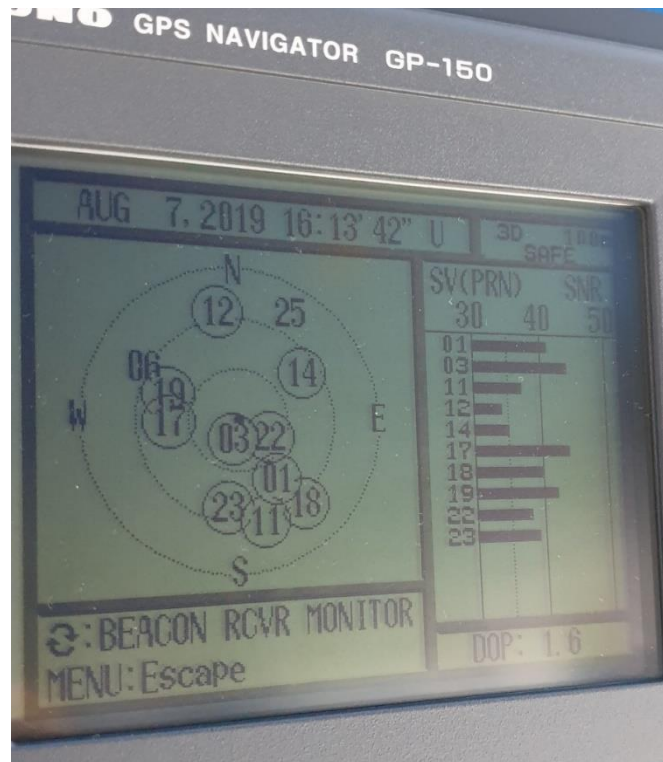 GPS NAVIGATOR GP-150
AUG 7, 2019 16:13'42" U
3D
SAFE
N
12 25
06
19
14
W
17
E
03 22
01
23 11 18
S
SV(PRN) SNR
30 40 50
01
03
11
12
14
17
18
19
22
23
:BEACON RCVR MONITOR
MENU:Escape
DOP: 1.6